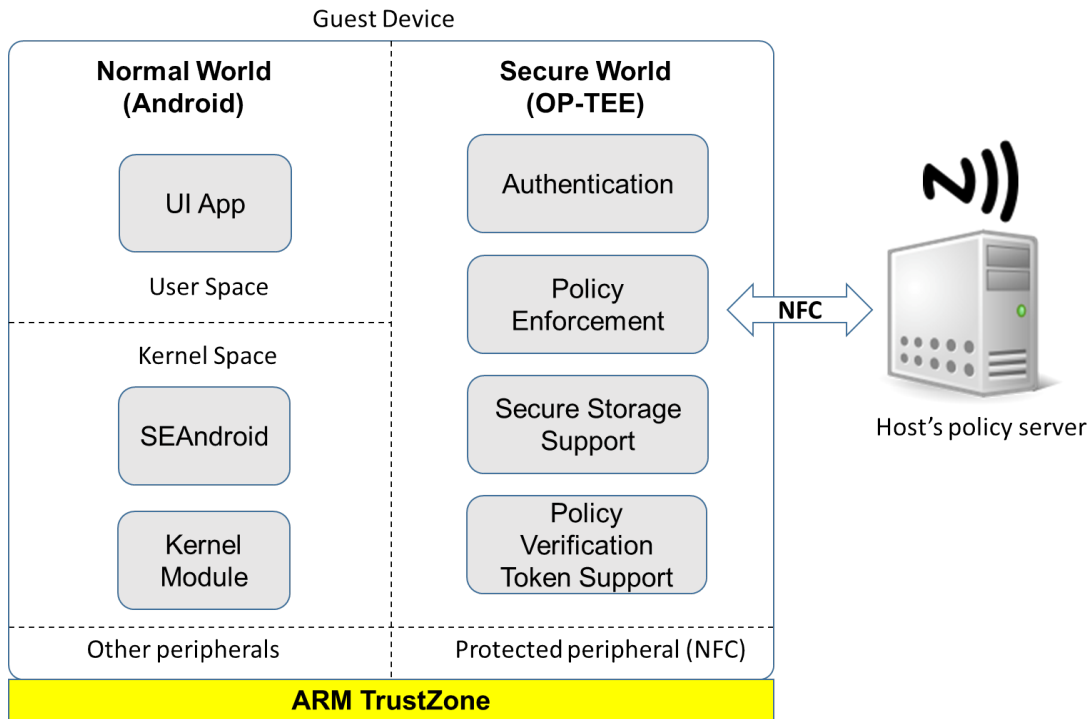 Guest Device
Normal World
(Android)
UI App
User Space
Kernel Space
SEAndroid
Kernel
Module
Other peripherals
Secure World
(OP-TEE)
Authentication
Policy
Enforcement
Secure Storage
Support
Policy
Verification
Token Support
Protected peripheral (NFC)
ARM TrustZone
NFC
N
Host's policy server